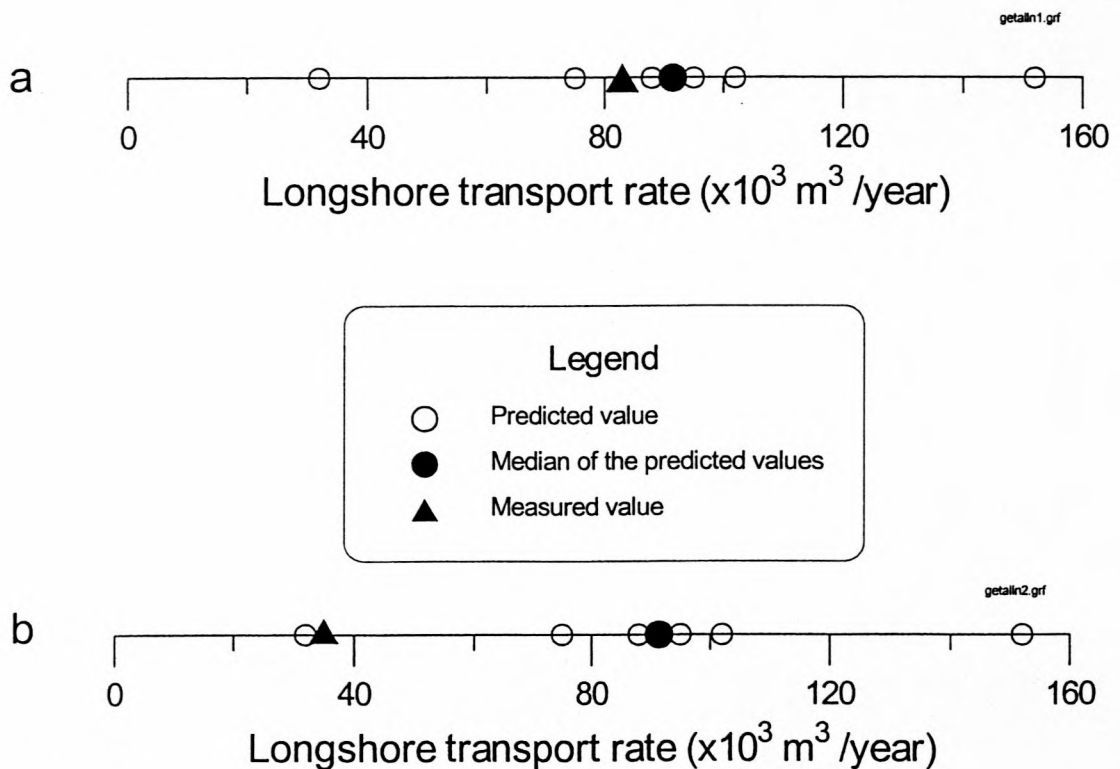 getalln1.grf
a
0 40 80 120 160
Longshore transport rate (x10³ m³ /year)
Legend
Predicted value
Median of the predicted values
Measured value
getalln2.grf
b
0 40 80 120 160
Longshore transport rate (x10³ m³ /year)